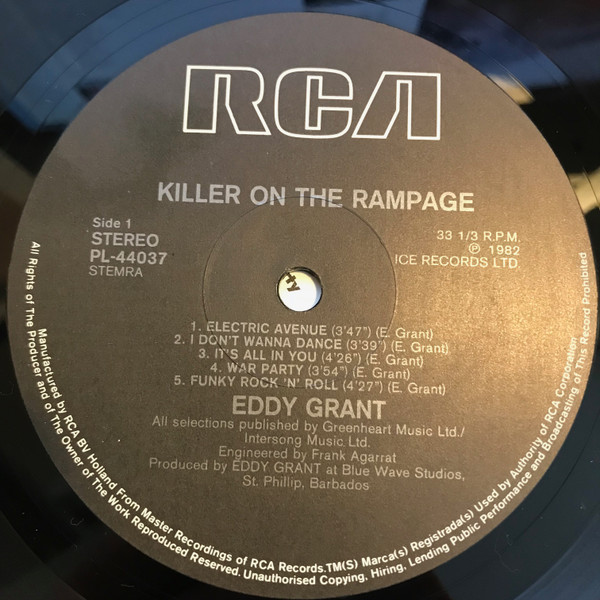 RCA
KILLER ON THE RAMPAGE
Side 1
STEREO
PL-44037
STEMRA
33 1/3 R.P.M.
℗ 1982
ICE RECORDS LTD.
1. ELECTRIC AVENUE (3'47") (E. Grant)
2. I DON'T WANNA DANCE (3'39") (E. Grant)
3. IT'S ALL IN YOU (4'26") (E. Grant)
4. WAR PARTY (3'54") (E. Grant)
5. FUNKY ROCK 'N' ROLL (4'27") (E. Grant)
EDDY GRANT
All selections published by Greenheart Music Ltd./
Intersong Music Ltd.
Engineered by Frank Agarrat
Produced by EDDY GRANT at Blue Wave Studios,
St. Phillip, Barbados
Manufactured by RCA BV Holland From Master Recordings of RCA Records.TM(S) Marca(s) Registrada(s) Used by Authority of RCA Corporation
All Rights of The Producer and of The Owner of The Work Reproduced Reserved. Unauthorised Copying, Hiring, Lending Public Performance and Broadcasting of This Record Prohibited